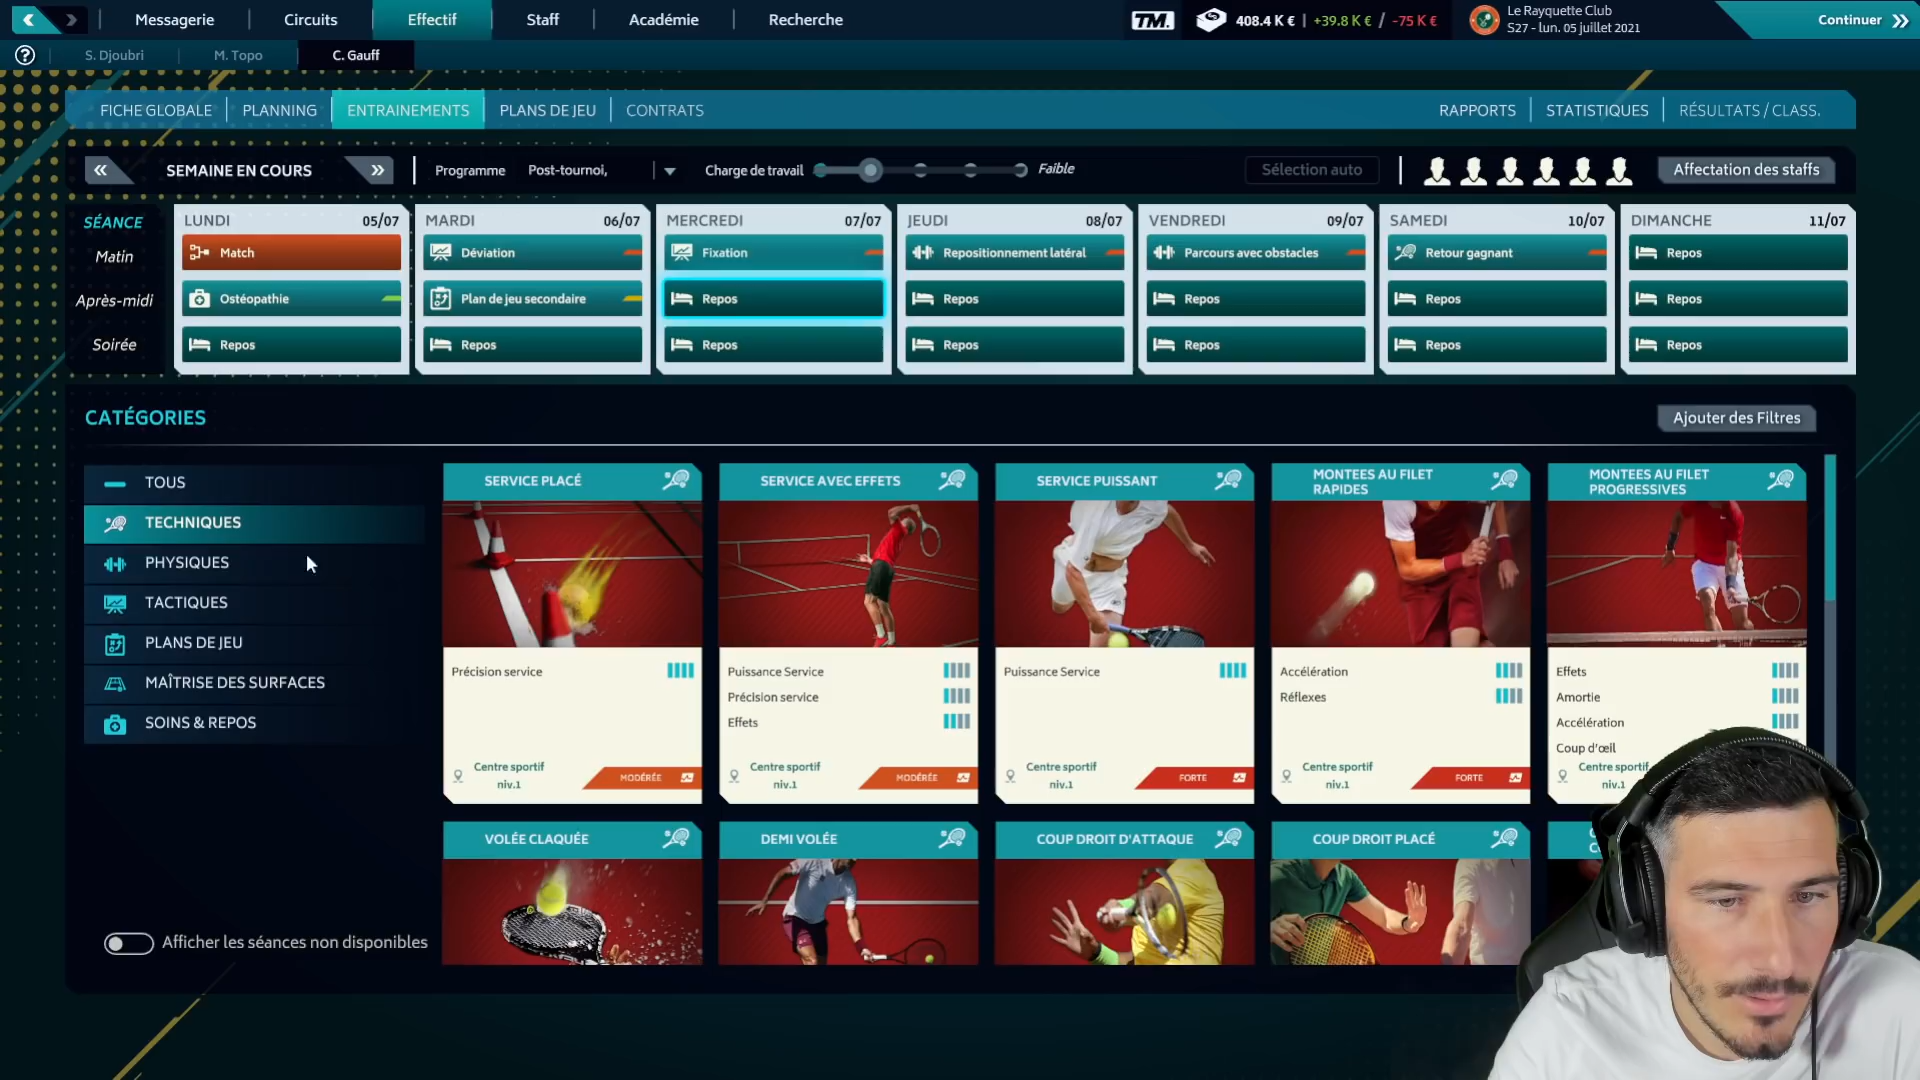 Messagerie
Circuits
Effectif
Staff
Académie
Recherche
TM.
408.4 K € | +39.8 K € / -75 K €
Le Rayquette Club
S27 - lun. 05 juillet 2021
Continuer
S. Djoubri
M. Topo
C. Gauff
FICHE GLOBALE
PLANNING
ENTRAINEMENTS
PLANS DE JEU
CONTRATS
RAPPORTS
STATISTIQUES
RÉSULTATS / CLASS.
SEMAINE EN COURS
Programme
Post-tournoi,
Charge de travail
Faible
Sélection auto
Affectation des staffs
SÉANCE
LUNDI 05/07
MARDI 06/07
MERCREDI 07/07
JEUDI 08/07
VENDREDI 09/07
SAMEDI 10/07
DIMANCHE 11/07
Matin
Match
Déviation
Fixation
Repositionnement latéral
Parcours avec obstacles
Retour gagnant
Repos
Après-midi
Ostéopathie
Plan de jeu secondaire
Repos
Repos
Repos
Repos
Repos
Soirée
Repos
Repos
Repos
Repos
Repos
Repos
CATÉGORIES
Ajouter des Filtres
TOUS
TECHNIQUES
PHYSIQUES
TACTIQUES
PLANS DE JEU
MAÎTRISE DES SURFACES
SOINS & REPOS
Afficher les séances non disponibles
SERVICE PLACÉ
Précision service
Centre sportif
niv.1
MODÉRÉE
SERVICE AVEC EFFETS
Puissance Service
Précision service
Effets
Centre sportif
niv.1
MODÉRÉE
SERVICE PUISSANT
Puissance Service
Centre sportif
niv.1
FORTE
MONTEES AU FILET
RAPIDES
Accélération
Réflexes
Centre sportif
niv.1
FORTE
MONTEES AU FILET
PROGRESSIVES
Effets
Amortie
Accélération
Coup d'œil
Centre sportif
niv.1
VOLÉE CLAQUÉE
DEMI VOLÉE
COUP DROIT D'ATTAQUE
COUP DROIT PLACÉ